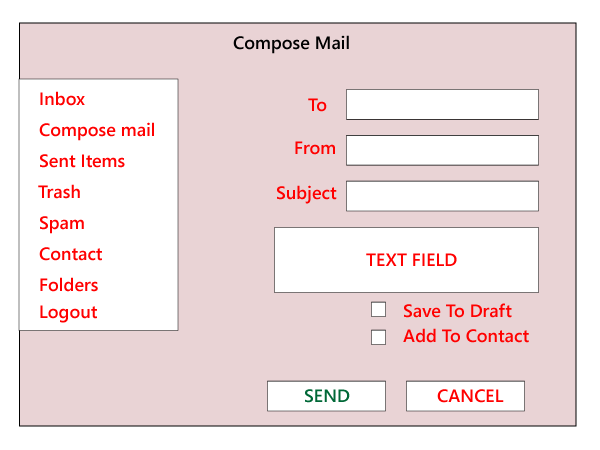 Compose Mail
Inbox
Compose mail
Sent Items
Trash
Spam
Contact
Folders
Logout
To
From
Subject
TEXT FIELD
Save To Draft
Add To Contact
SEND
CANCEL